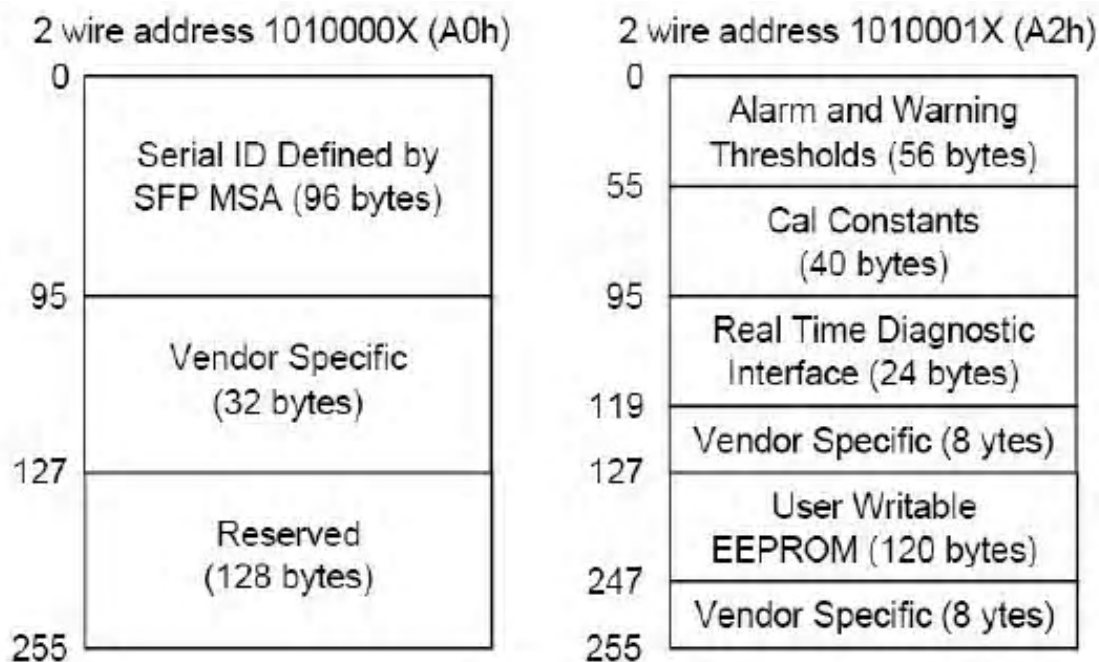 2 wire address 1010000X (A0h)
0
Serial ID Defined by
SFP MSA (96 bytes)
95
Vendor Specific
(32 bytes)
127
Reserved
(128 bytes)
255
2 wire address 1010001X (A2h)
0
Alarm and Warning
Thresholds (56 bytes)
55
Cal Constants
(40 bytes)
95
Real Time Diagnostic
Interface (24 bytes)
119
Vendor Specific (8 ytes)
127
User Writable
EEPROM (120 bytes)
247
Vendor Specific (8 ytes)
255